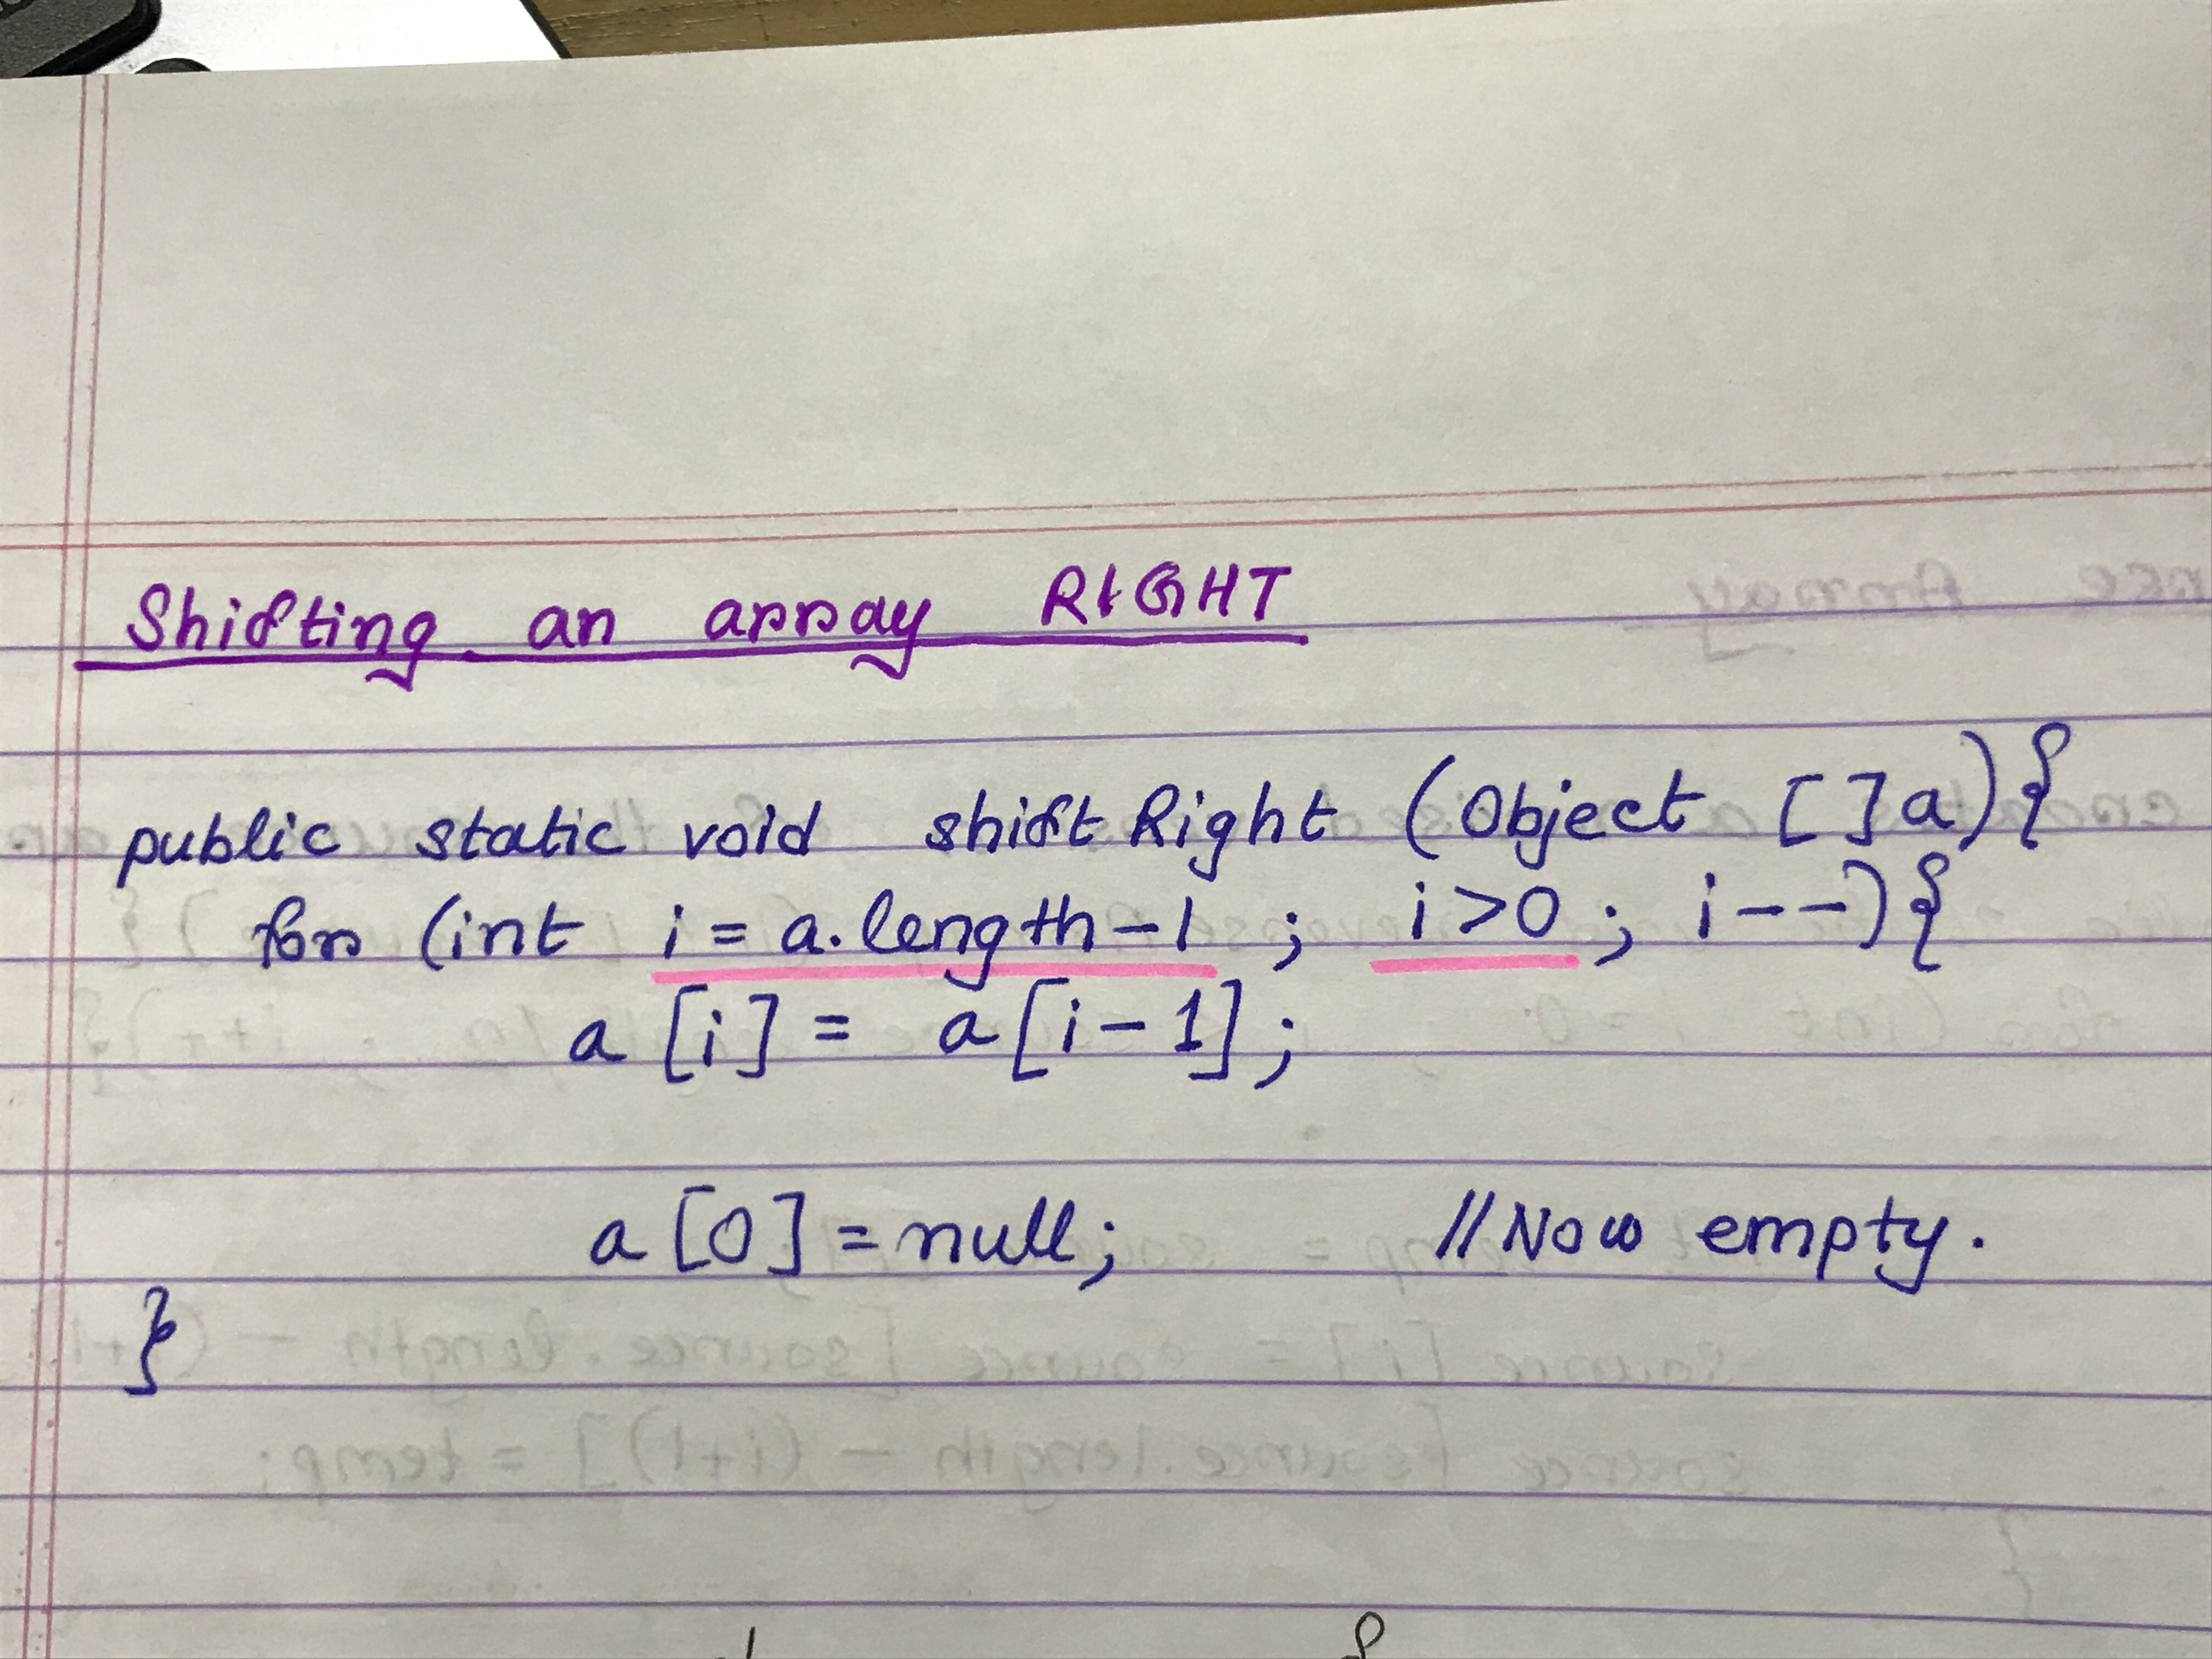 Shifting an array RIGHT
public static void shiftRight (Object []a){
for (int i = a.length-1; i>0; i--){
a[i] = a[i-1];
a[0]=null; //Now empty.
}